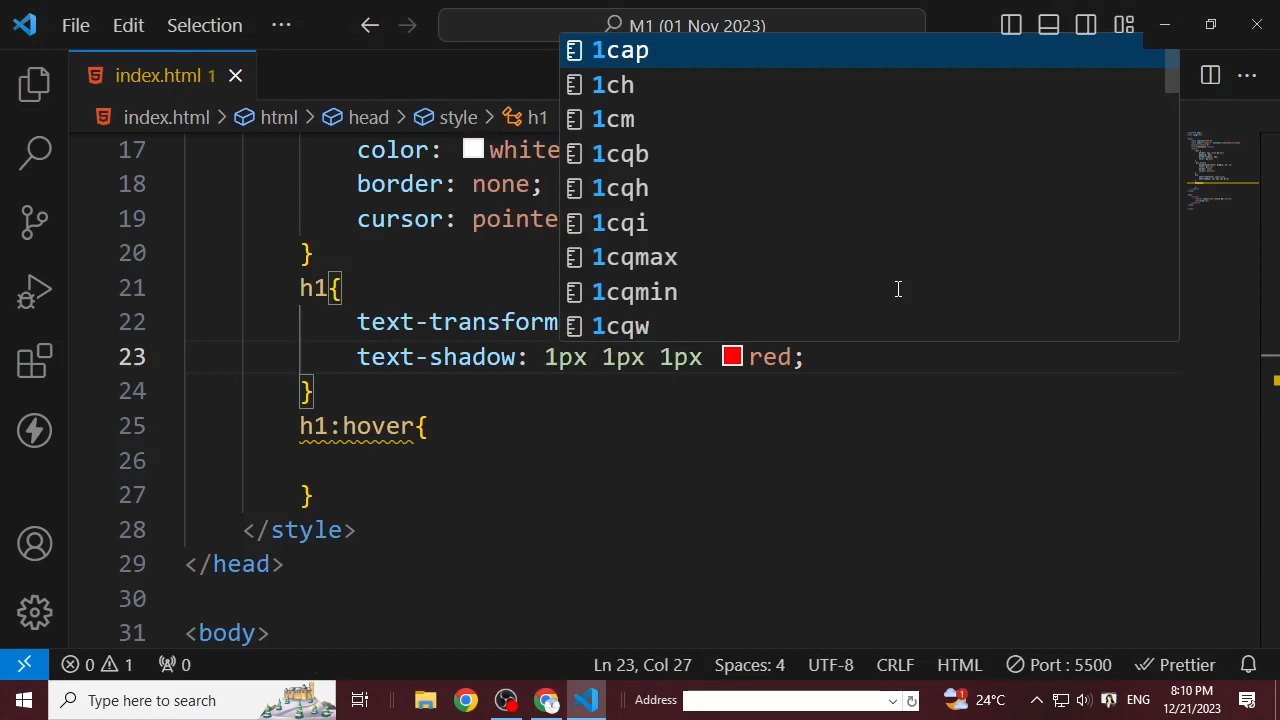 File Edit Selection ··· M1 (01 Nov 2023)
index.html 1
index.html > html > head > style > h1
17 color: white
18 border: none;
19 cursor: pointe
20 }
21 h1{
22 text-transform
23 text-shadow: 1px 1px 1px red;
24 }
25 h1:hover{
26
27 }
28 </style>
29 </head>
30
31 <body>
1cap
1ch
1cm
1cqb
1cqh
1cqi
1cqmax
1cqmin
1cqw
0 1 0 Ln 23, Col 27 Spaces: 4 UTF-8 CRLF HTML Port : 5500 Prettier
Type here to search Address 24°C ENG 8:10 PM
12/21/2023